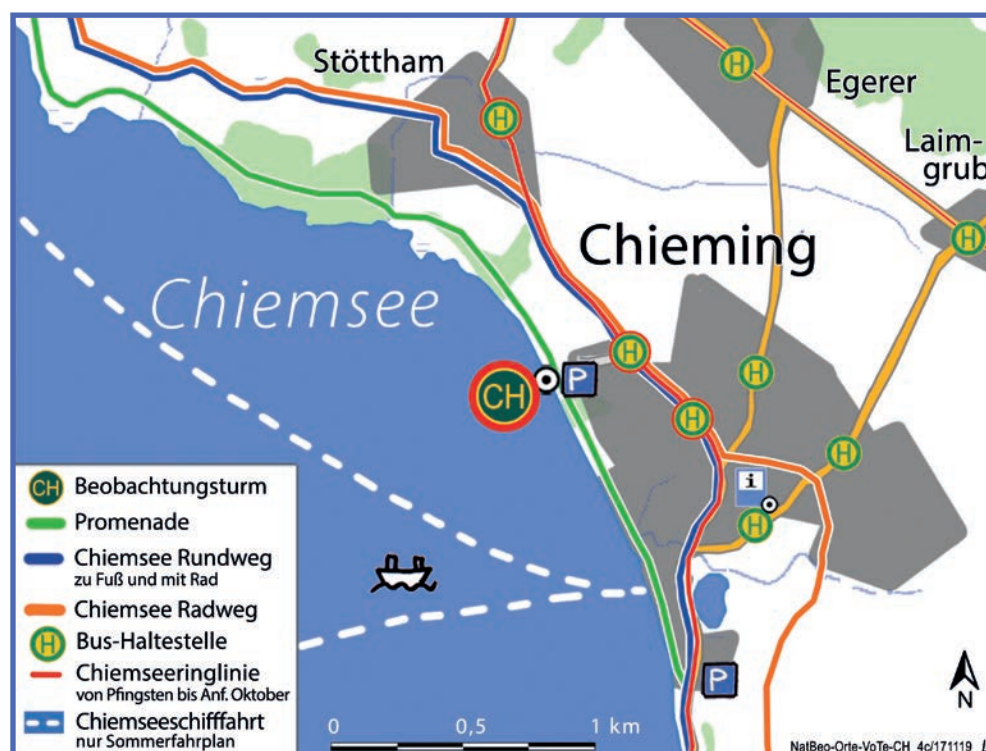 Stöttham
H
H
Egerer
Laim-
grub
H
Chieming
Chiemsee
H
CH
P
H
H
H
i
H
P
CH Beobachtungsturm
Promenade
Chiemsee Rundweg
zu Fuß und mit Rad
Chiemsee Radweg
H Bus-Haltestelle
Chiemseeringlinie
von Pfingsten bis Anf. Oktober
Chiemseeschifffahrt
nur Sommerfahrplan
0 0,5 1 km
N
NatBeo-Orte-VoTe-CH 4c/171119